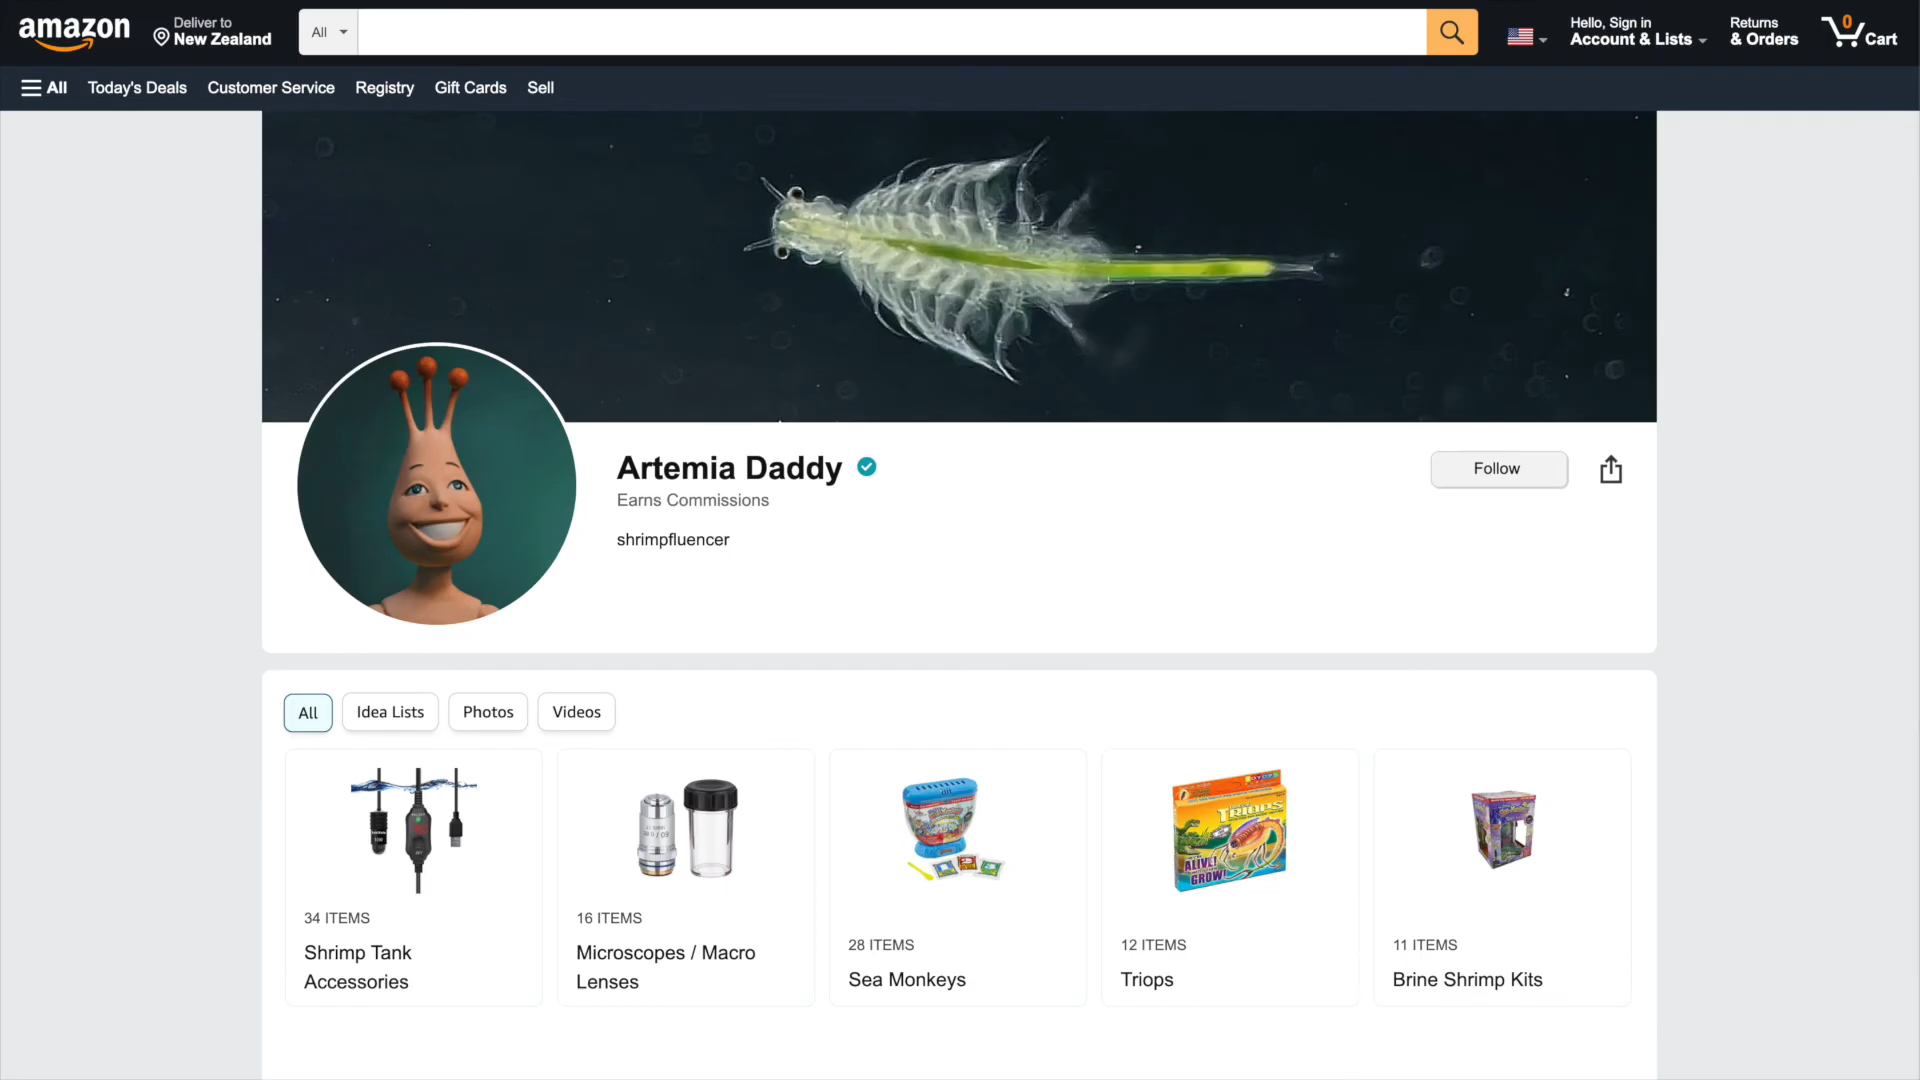 amazon
Deliver to
New Zealand
All
Hello, Sign in
Account & Lists
Returns
& Orders
0
Cart
All
Today's Deals
Customer Service
Registry
Gift Cards
Sell
Artemia Daddy
Earns Commissions
shrimpfluencer
Follow
All
Idea Lists
Photos
Videos
34 ITEMS
Shrimp Tank
Accessories
16 ITEMS
Microscopes / Macro
Lenses
28 ITEMS
Sea Monkeys
TRIOPS
ALIVE!
GROW!
12 ITEMS
Triops
11 ITEMS
Brine Shrimp Kits